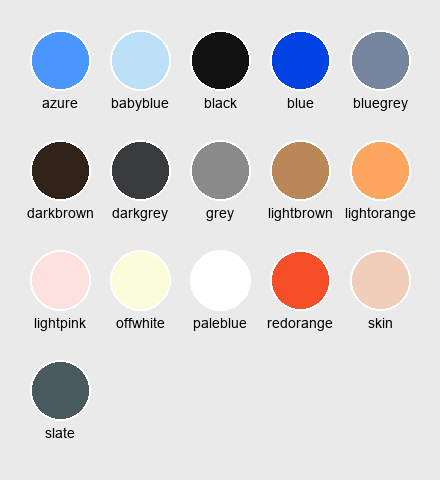 azure babyblue black blue bluegrey
darkbrown darkgrey grey lightbrown lightorange
lightpink offwhite paleblue redorange skin
slate